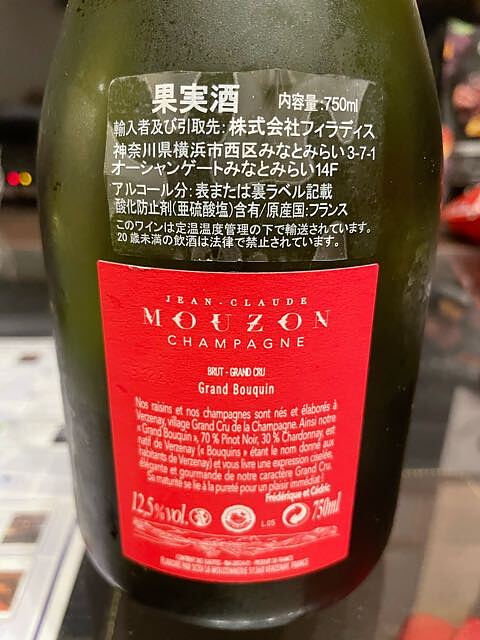 果実酒 内容量:750ml
輸入者及び引取先: 株式会社フィラディス
神奈川県横浜市西区みなとみらい3-7-1
オーシャンゲートみなとみらい14F
アルコール分:表または裏ラベル記載
酸化防止剤(亜硫酸塩)含有/原産国:フランス
このワインは定温温度管理の下で輸送されています。
20歳未満の飲酒は法律で禁止されています。
JEAN-CLAUDE
MOUZON
CHAMPAGNE
BRUT - GRAND CRU
Grand Bouquin
Nos raisins et nos champagnes sont nés et élaborés à
Verzenay, village Grand Cru de la Champagne. Ainsi notre
« Grand Bouquin », 70 % Pinot Noir, 30 % Chardonnay, est
natif de Verzenay (« Bouquins » étant le nom donné aux
habitants de Verzenay) et vous livre une expression ciselée,
élégante et gourmande de notre caractère Grand Cru.
Sa maturité se lie à la pureté pour un plaisir immédiat !
Frédérique et Cédric
12.5%vol. L.05 750ml
CONTIENT DES SULFITES PRODUIT DE FRANCE